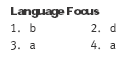 Language Focus
1. b 2. d
3. a 4. a